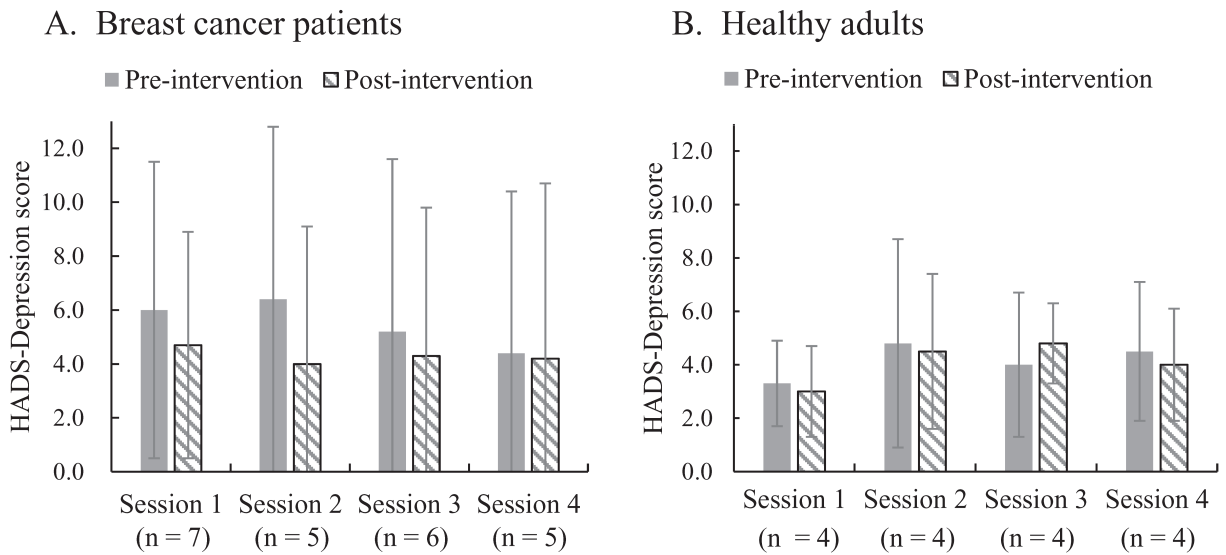 A. Breast cancer patients
Pre-intervention Post-intervention
HADS-Depression score
12.0
10.0
8.0
6.0
4.0
2.0
0.0
Session 1 Session 2 Session 3 Session 4
(n = 7) (n = 5) (n = 6) (n = 5)
B. Healthy adults
Pre-intervention Post-intervention
HADS-Depression score
12.0
10.0
8.0
6.0
4.0
2.0
0.0
Session 1 Session 2 Session 3 Session 4
(n = 4) (n = 4) (n = 4) (n = 4)